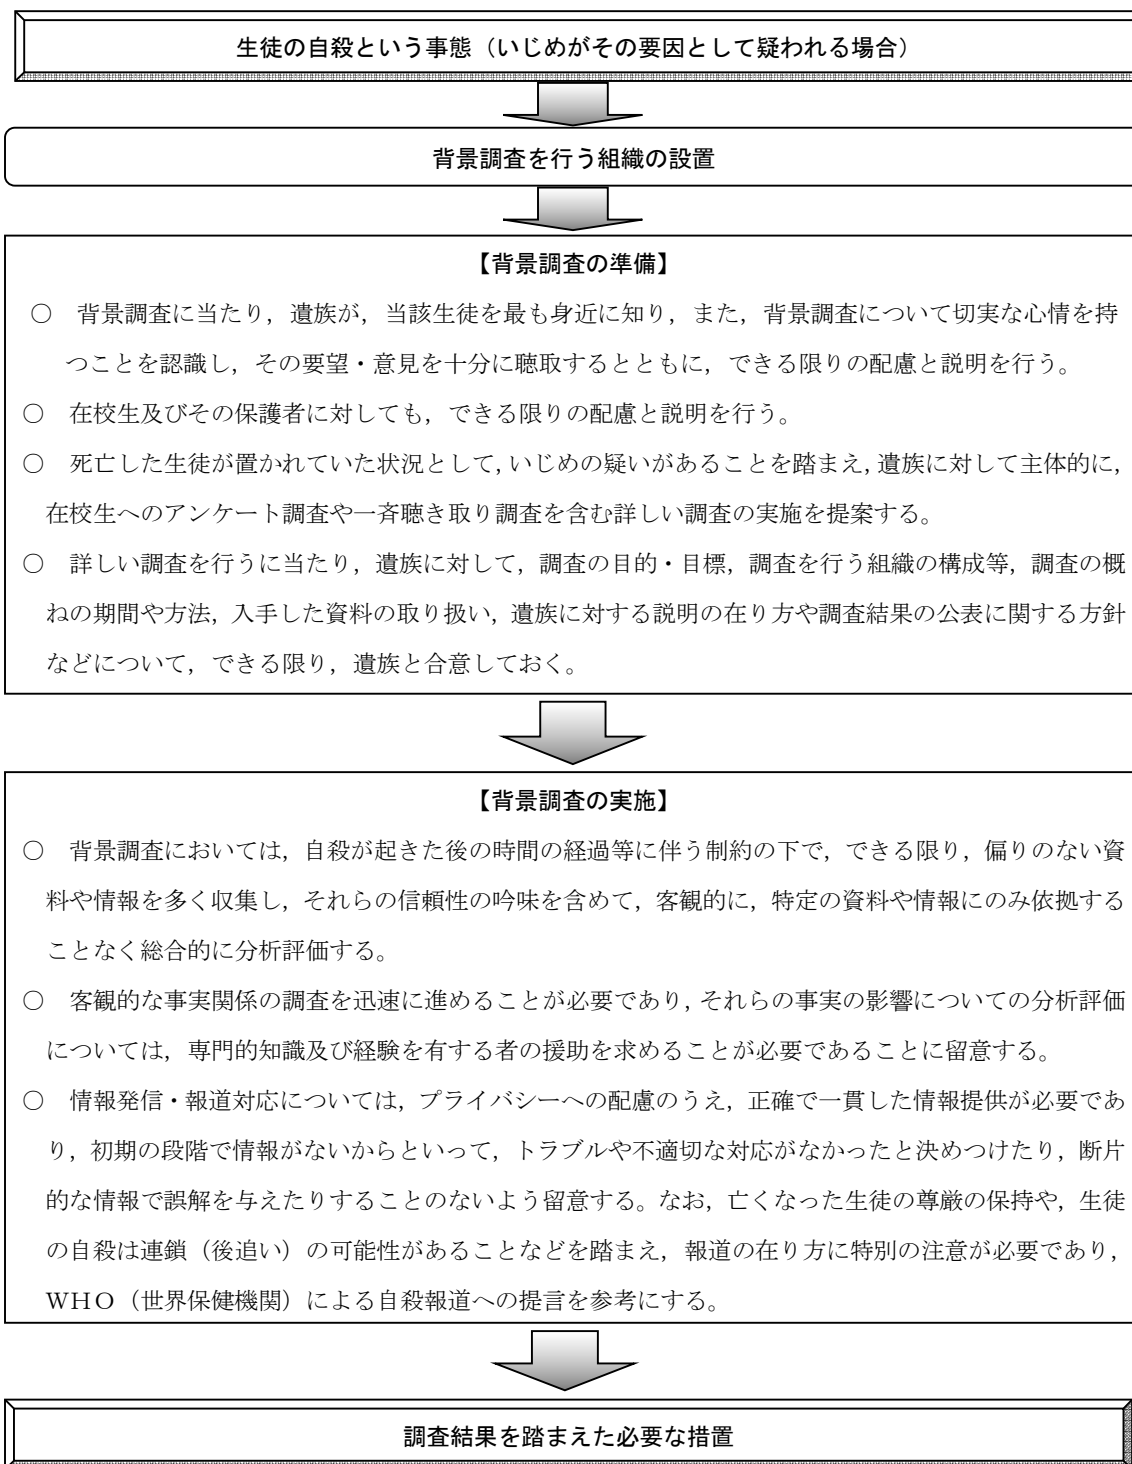 生徒の自殺という事態（いじめがその要因として疑われる場合）
背景調査を行う組織の設置
【背景調査の準備】
○　背景調査に当たり，遺族が，当該生徒を最も身近に知り，また，背景調査について切実な心情を持
つことを認識し，その要望・意見を十分に聴取するとともに，できる限りの配慮と説明を行う。
○　在校生及びその保護者に対しても，できる限りの配慮と説明を行う。
○　死亡した生徒が置かれていた状況として，いじめの疑いがあることを踏まえ，遺族に対して主体的に，
在校生へのアンケート調査や一斉聴き取り調査を含む詳しい調査の実施を提案する。
○　詳しい調査を行うに当たり，遺族に対して，調査の目的・目標，調査を行う組織の構成等，調査の概
ねの期間や方法，入手した資料の取り扱い，遺族に対する説明の在り方や調査結果の公表に関する方針
などについて，できる限り，遺族と合意しておく。
【背景調査の実施】
○　背景調査においては，自殺が起きた後の時間の経過等に伴う制約の下で，できる限り，偏りのない資
料や情報を多く収集し，それらの信頼性の吟味を含めて，客観的に，特定の資料や情報にのみ依拠する
ことなく総合的に分析評価する。
○　客観的な事実関係の調査を迅速に進めることが必要であり，それらの事実の影響についての分析評価
については，専門的知識及び経験を有する者の援助を求めることが必要であることに留意する。
○　情報発信・報道対応については，プライバシーへの配慮のうえ，正確で一貫した情報提供が必要であ
り，初期の段階で情報がないからといって，トラブルや不適切な対応がなかったと決めつけたり，断片
的な情報で誤解を与えたりすることのないよう留意する。なお，亡くなった生徒の尊厳の保持や，生徒
の自殺は連鎖（後追い）の可能性があることなどを踏まえ，報道の在り方に特別の注意が必要であり，
ＷＨＯ（世界保健機関）による自殺報道への提言を参考にする。
調査結果を踏まえた必要な措置